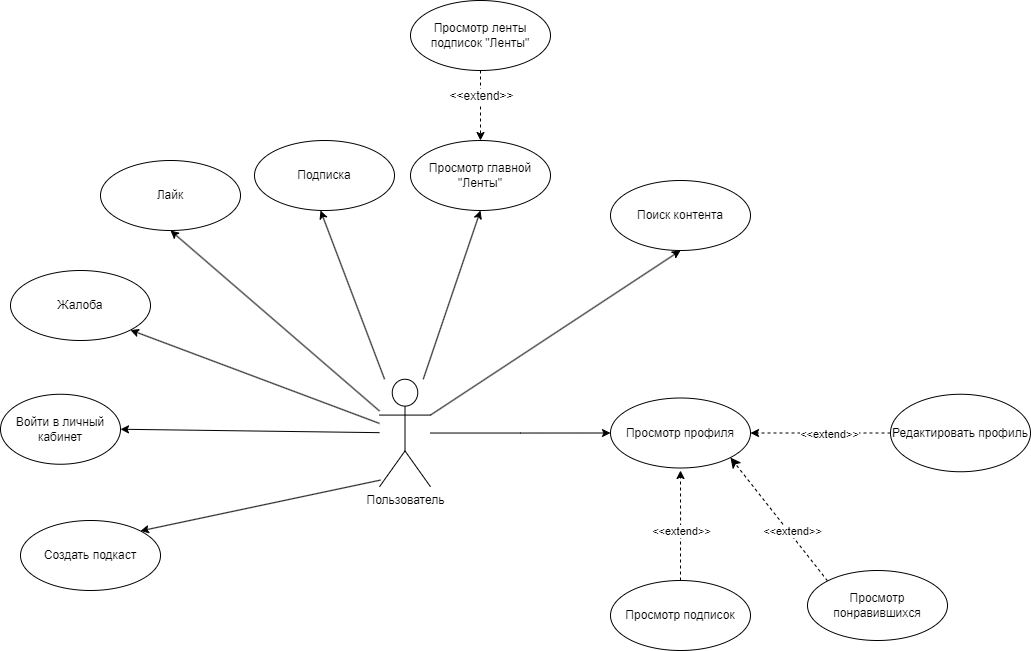 Просмотр ленты
подписок "Ленты"
<<extend>>
Просмотр главной
"Ленты"
Подписка
Лайк
Поиск контента
Жалоба
Войти в личный
кабинет
Просмотр профиля
<<extend>>
Редактировать профиль
Пользователь
<<extend>>
<<extend>>
Создать подкаст
Просмотр подписок
Просмотр
понравившихся